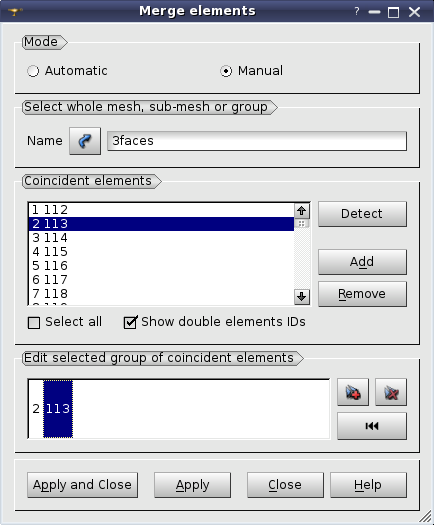 Merge elements
?
Mode
Automatic
Manual
Select whole mesh, sub-mesh or group
Name
3faces
Coincident elements
1 112
2 113
3 114
4 115
5 116
6 117
7 118
Detect
Add
Remove
Select all
Show double elements IDs
Edit selected group of coincident elements
2 113
Apply and Close
Apply
Close
Help